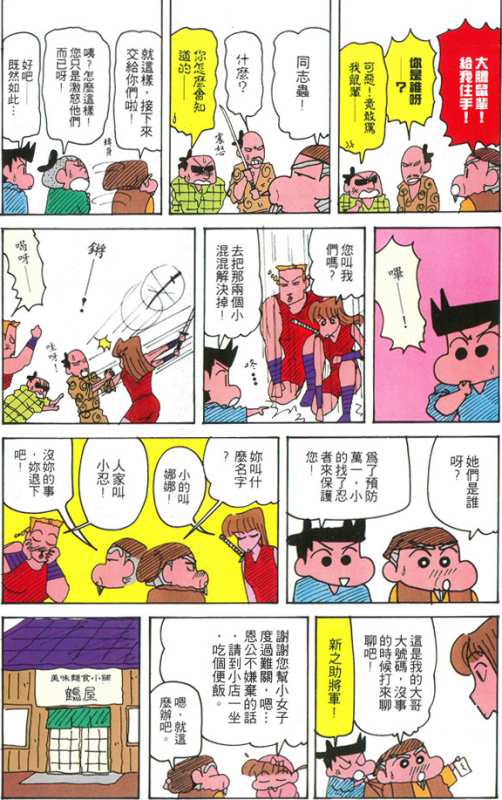 大膽鼠輩！
給我住手！
你是誰呀
——？
可惡！竟敢罵
我鼠輩——
同志蟲！
什麼？
你怎麼會知
道的——
震怒
就這樣，接下來
交給你們啦！
轉身
咦？怎麼這樣！
您只是激怒他們
而已呀！
好吧
既然如此…
嗶——！
您叫我
們嗎？
去把那兩個小
混混解決掉！
咚…
鏘——！
哇呀！
喝呀——！
她們是誰
呀？
為了預防
萬一，小
的找了忍
者來保護
您！
妳叫什
麼名字
？
小的叫
娜娜！
人家叫
小忍！
沒妳的事
，妳退下
吧！
這是我的大哥
大號碼，沒事
的時候打來聊
聊吧！
新之助將軍！
謝謝您幫小女子
度過難關，嗯…
恩公不嫌棄的話
，請到小店一坐
，吃個便飯。
嗯，就這
麼辦吧。
美味麵食小舖
鶴屋